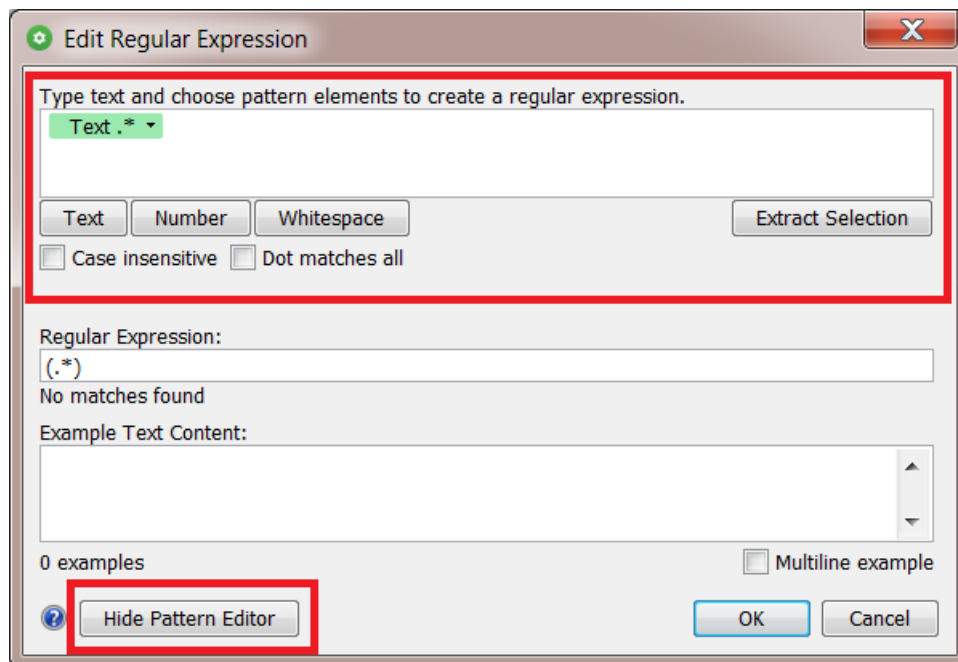 Edit Regular Expression
X
Type text and choose pattern elements to create a regular expression.
Text .*
Text Number Whitespace Extract Selection
Case insensitive Dot matches all
Regular Expression:
(.*)
No matches found
Example Text Content:
0 examples Multiline example
? Hide Pattern Editor OK Cancel